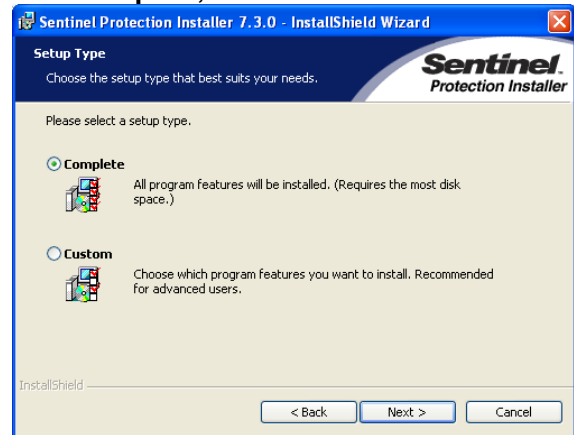 Sentinel Protection Installer 7.3.0 - InstallShield Wizard
Setup Type
Choose the setup type that best suits your needs.
Sentinel.
Protection Installer
Please select a setup type.
Complete
All program features will be installed. (Requires the most disk
space.)
Custom
Choose which program features you want to install. Recommended
for advanced users.
InstallShield
< Back Next > Cancel